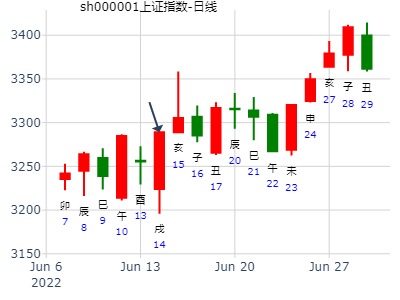 sh000001上证指数-日线
3400
3350
3300
3250
3200
3150
卯
7
辰
8
巳
9
午
10
酉
13
戌
14
亥
15
子
16
丑
17
辰
20
巳
21
午
22
未
23
申
24
亥
27
子
28
丑
29
Jun 6
2022
Jun 13
Jun 20
Jun 27